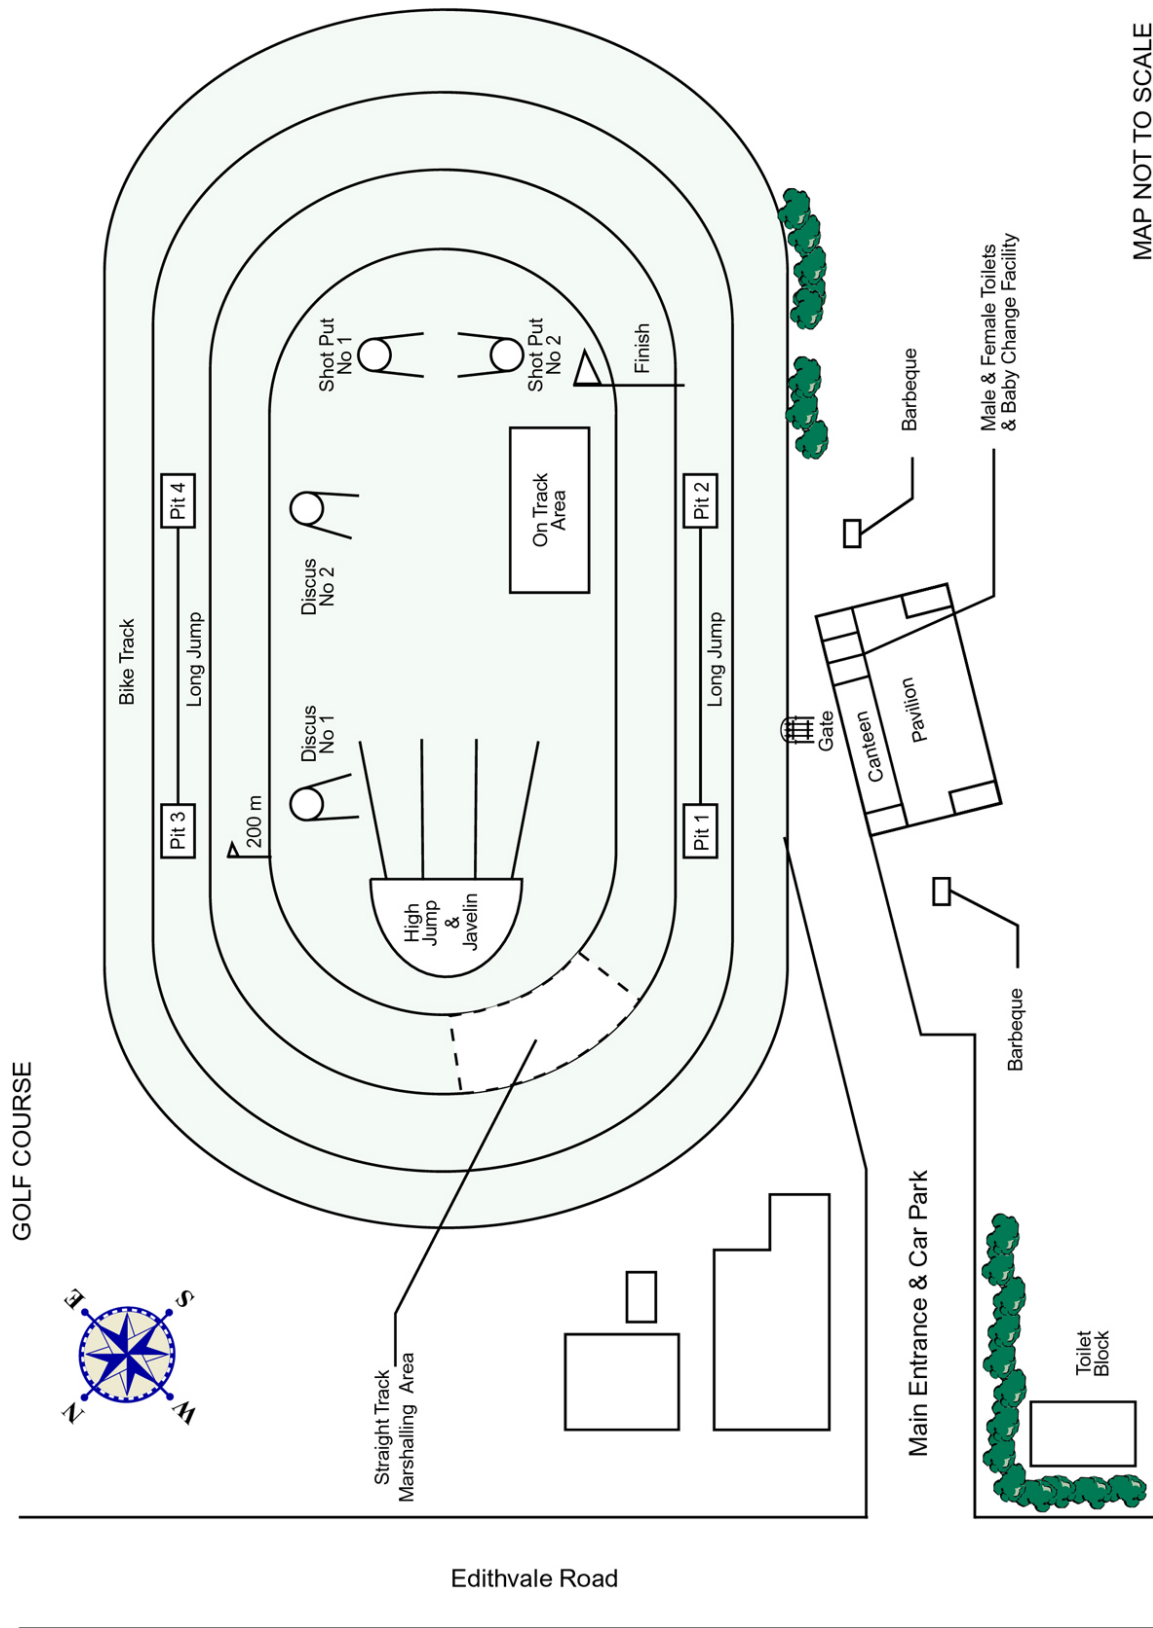 GOLF COURSE
MAP NOT TO SCALE
N
E
S
W
Bike Track
Pit 3
Pit 4
Long Jump
200 m
Discus
No 1
Discus
No 2
Shot Put
No 1
Shot Put
No 2
High
Jump
&
Javelin
On Track
Area
Finish
Pit 1
Pit 2
Long Jump
Straight Track
Marshalling Area
Gate
Canteen
Pavilion
Barbeque
Male & Female Toilets
& Baby Change Facility
Barbeque
Main Entrance & Car Park
Toilet
Block
Edithvale Road